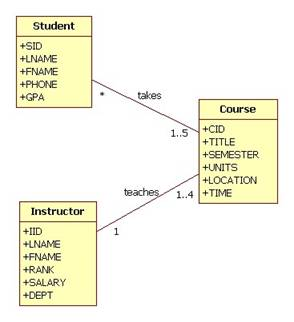 Student
+SID
+LNAME
+FNAME
+PHONE
+GPA
takes
*
1..5
Course
+CID
+TITLE
+SEMESTER
+UNITS
+LOCATION
+TIME
teaches
1..4
1
Instructor
+IID
+LNAME
+FNAME
+RANK
+SALARY
+DEPT